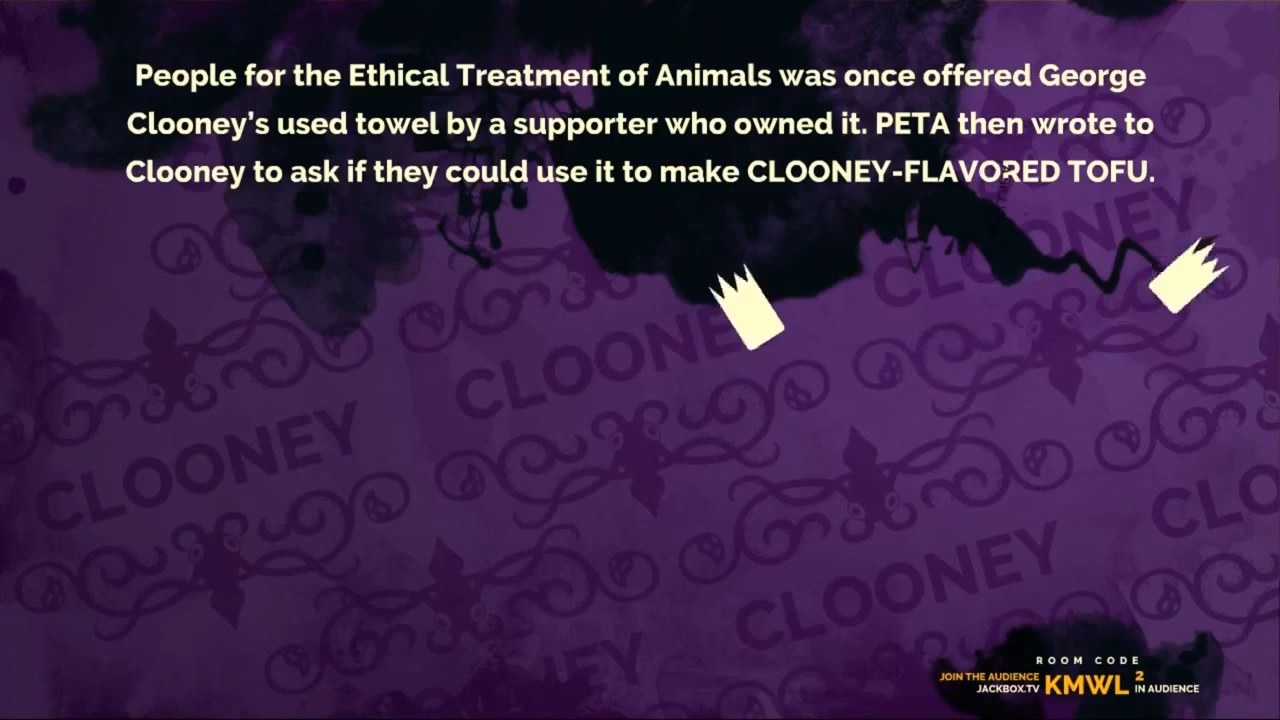 People for the Ethical Treatment of Animals was once offered George
Clooney's used towel by a supporter who owned it. PETA then wrote to
Clooney to ask if they could use it to make CLOONEY-FLAVORED TOFU.
CLOONEY
CLOONEY
CLOONEY
CLO
CLOONEY
NEY
ROOM CODE
JOIN THE AUDIENCE
JACKBOX.TV
KMWL
2
IN AUDIENCE